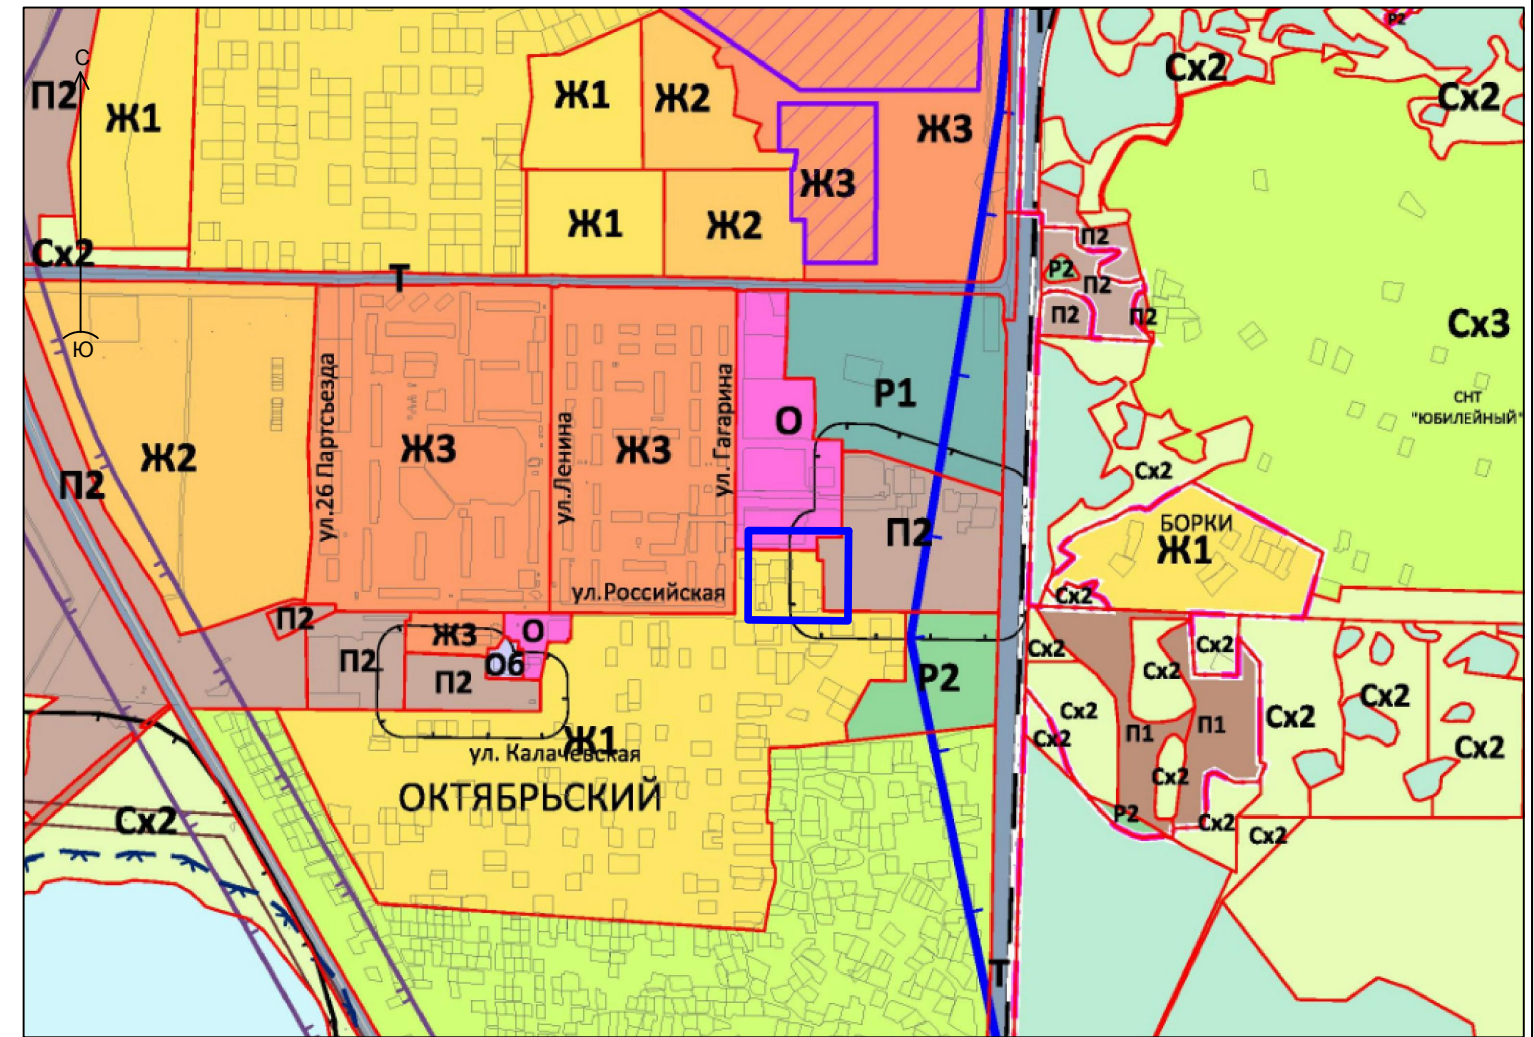 Т
Р2
С
П2
Ж1
Ж1
Ж2
Ж3
Сх2
Сх2
Ж3
Ж1
Ж2
Сх2
Т
П2
Р2
П2
П2
П2
Сх3
СНТ
"ЮБИЛЕЙНЫЙ"
Ю
ул.26 Партсъезда
ул.Ленина
ул. Гагарина
Р1
О
Ж2
Ж3
Ж3
П2
Сх2
П2
БОРКИ
Ж1
ул.Российская
Сх2
П2
Ж3
О
П2
Об
П2
Р2
Ж1
ул. Калачевская
ОКТЯБРЬСКИЙ
Сх2
Сх2
Сх2
Сх2
Сх2
П1
П1
Сх2
Сх2
Сх2
Сх2
Р2
Сх2
Сх2
Сх2
Т